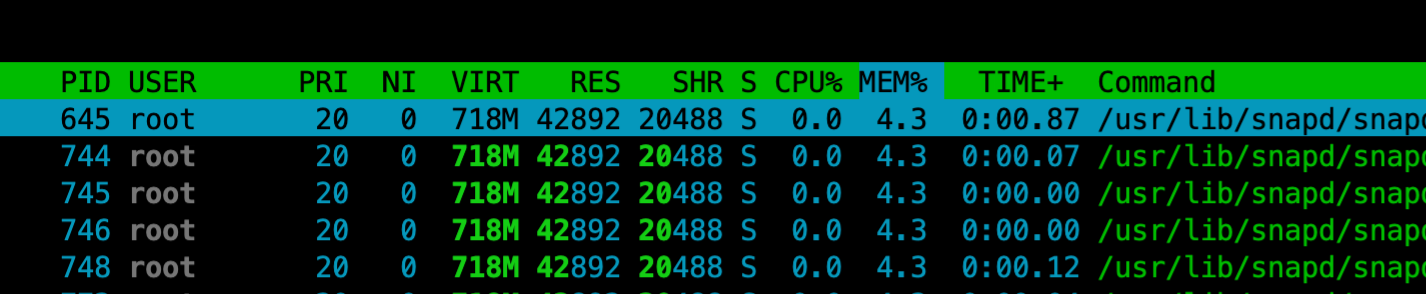 PID USER PRI NI VIRT RES SHR S CPU% MEM% TIME+ Command
645 root 20 0 718M 42892 20488 S 0.0 4.3 0:00.87 /usr/lib/snapd/snapd
744 root 20 0 718M 42892 20488 S 0.0 4.3 0:00.07 /usr/lib/snapd/snapd
745 root 20 0 718M 42892 20488 S 0.0 4.3 0:00.00 /usr/lib/snapd/snapd
746 root 20 0 718M 42892 20488 S 0.0 4.3 0:00.00 /usr/lib/snapd/snapd
748 root 20 0 718M 42892 20488 S 0.0 4.3 0:00.12 /usr/lib/snapd/snapd